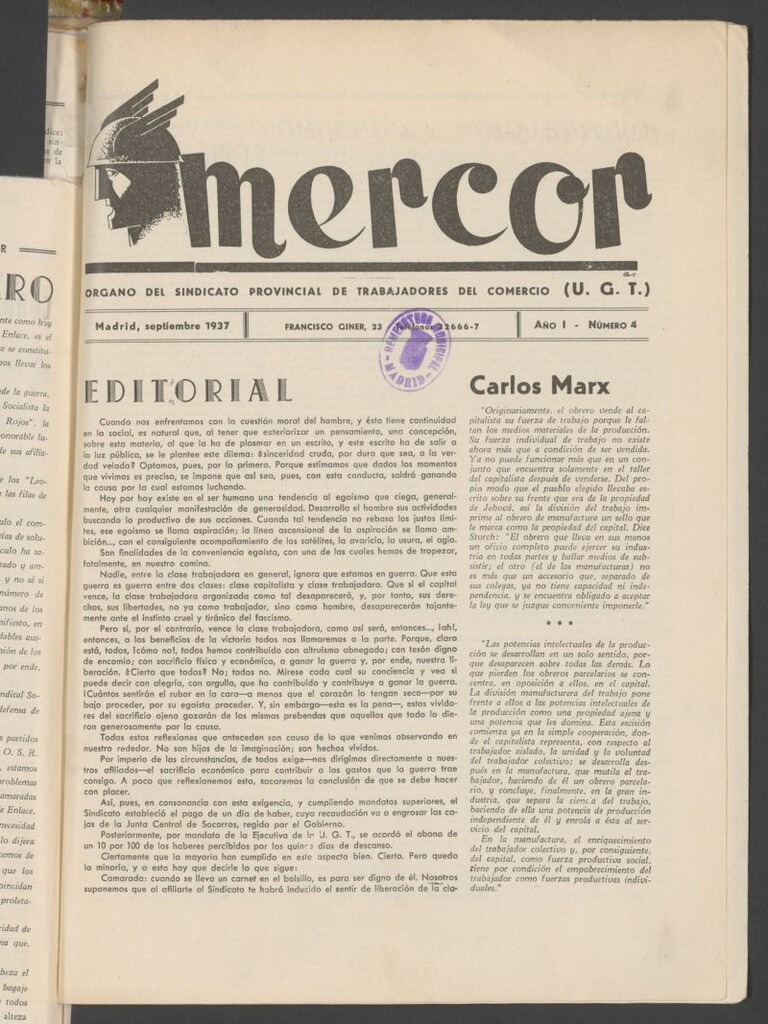 mercor
ORGANO DEL SINDICATO PROVINCIAL DE TRABAJADORES DEL COMERCIO (U. G. T.)
Madrid, septiembre 1937
FRANCISCO GINER, 23 Teléfonos 32666-7
AÑO I - NÚMERO 4
HEMEROTECA MUNICIPAL
MADRID
EDITORIAL
Cuando nos enfrentamos con la cuestión moral del hombre, y ésta tiene continuidad
en la social, es natural que, al tener que exteriorizar un pensamiento, una concepción,
sobre esta materia, al que la ha de plasmar en un escrito, y este escrito ha de salir a
la luz pública, se le plantee este dilema: ¿sinceridad cruda, por dura que sea, o la ver-
dad velada? Optamos, pues, por lo primero. Porque estimamos que dados los momentos
que vivimos es preciso, se impone que así sea, pues, con esta conducta, saldrá ganando
la causa por la cual estamos luchando.
Hoy por hoy existe en el ser humano una tendencia al egoísmo que ciega, general-
mente, otra cualquier manifestación de generosidad. Desarrolla el hombre sus actividades
buscando lo productivo de sus acciones. Cuando tal tendencia no rebasa los justos lími-
tes, ese egoísmo se llama aspiración; la línea ascensional de la aspiración se llama am-
bición..., con el consiguiente acompañamiento de los satélites, la avaricia, la usura, el agio.
Son finalidades de la conveniencia egoísta, con una de las cuales hemos de tropezar,
fatalmente, en nuestro camino.
Nadie, entre la clase trabajadora en general, ignora que estamos en guerra. Que esta
guerra es guerra entre dos clases: clase capitalista y clase trabajadora. Que si el capital
vence, la clase trabajadora organizada como tal desaparecerá, y, por tanto, sus dere-
chos, sus libertades, no ya como trabajador, sino como hombre, desaparecerán tajante-
mente ante el instinto cruel y tiránico del fascismo.
Pero si, por el contrario, vence la clase trabajadora, como así será, entonces..., ¡ah!,
entonces, a los beneficios de la victoria todos nos llamaremos a la parte. Porque, claro
está, todos, ¡cómo no!, todos hemos contribuido con altruismo abnegado; con tesón digno
de encomio; con sacrificio físico y económico, a ganar la guerra y, por ende, nuestra li-
beración. ¿Cierto que todos? No; todos no. Mírese cada cual su conciencia y vea si
puede decir con alegría, con orgullo, que ha contribuído y contribuye a ganar la guerra.
¡Cuántos sentirán el rubor en la cara—a menos que el corazón lo tengan seco—por su
bajo proceder, por su egoísta proceder. Y, sin embargo—esta es la pena—, estos vivido-
res del sacrificio ajeno gozarán de las mismas prebendas que aquellos que todo lo die-
ron generosamente por la causa.
Todas estas reflexiones que anteceden son causa de lo que venimos observando en
nuestro rededor. No son hijas de la imaginación; son hechos vividos.
Por imperio de las circunstancias, de todos exige—nos dirigimos directamente a nues-
tros afiliados—el sacrificio económico para contribuir a los gastos que la guerra trae
consigo. A poco que reflexionemos esto, sacaremos la conclusión de que se debe hacer
con placer.
Así, pues, en consonancia con esta exigencia, y cumpliendo mandatos superiores, el
Sindicato estableció el pago de un día de haber, cuya recaudación va a engrosar las ca-
jas de la Junta Central de Socorros, regida por el Gobierno.
Posteriormente, por mandato de la Ejecutiva de la U. G. T., se acordó el abono de
un 10 por 100 de los haberes percibidos por los quince días de descanso.
Ciertamente que la mayoría han cumplido en este aspecto bien. Cierto. Pero queda
la minoría, y a esta hay que decirle lo que sigue:
Camarada: cuando se lleva un carnet en el bolsillo, es para ser digno de él. Nosotros
suponemos que al afiliarte al Sindicato te habrá inducido el sentir de liberación de la cla-
Carlos Marx
"Originariamente, el obrero vende al ca-
pitalista su fuerza de trabajo porque le fal-
tan los medios materiales de la producción.
Su fuerza individual de trabajo no existe
ahora más que a condición de ser vendida.
Ya no puede funcionar más que en un con-
junto que encuentra solamente en el taller
del capitalista después de venderse. Del pro-
pio modo que el pueblo elegido llevaba es-
crito sobre su frente que era de la propiedad
de Jehová, así la división del trabajo im-
prime al obrero de manufactura un sello que
le marca como la propiedad del capital. Dice
Storch: "El obrero que lleva en sus manos
un oficio completo puede ejercer su indus-
tria en todas partes y hallar medios de sub-
sistir; el otro (el de las manufacturas) no
es más que un accesorio que, separado de
sus colegas, ya no tiene capacidad ni inde-
pendencia, y se encuentra obligado a aceptar
la ley que se juzgue conveniente imponerle."
* * *
"Las potencias intelectuales de la produc-
ción se desarrollan en un solo sentido, por-
que desaparecen sobre todas las demás. Lo
que pierden los obreros parcelarios se con-
centra, en oposición a ellos, en el capital.
La división manufacturera del trabajo pone
frente a ellos a las potencias intelectuales de
la producción como una propiedad ajena y
una potencia que les domina. Esta escisión
comienza ya en la simple cooperación, don-
de el capitalista representa, con respecto al
trabajador aislado, la unidad y la voluntad
del trabajador colectivo; se desarrolla des-
pués en la manufactura, que mutila al tra-
bajador, haciendo de él un obrero parcela-
rio, y concluye, finalmente, en la gran in-
dustria, que separa la ciencia del trabajo,
haciendo de ella una potencia de producción
independiente de él y enrola a ésta al ser-
vicio del capital.
En la manufactura, el enriquecimiento
del trabajador colectivo y, por consiguiente,
del capital, como fuerza productiva social,
tiene por condición el empobrecimiento del
trabajador como fuerzas productivas indivi-
duales."